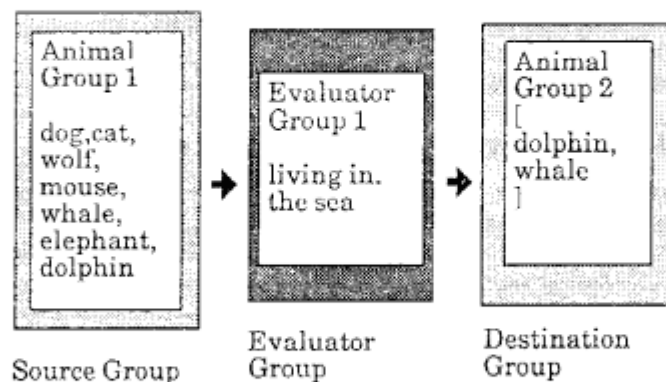 Animal
Group 1
dog,cat,
wolf,
mouse,
whale,
elephant,
dolphin
Source Group
Evaluator
Group 1
living in.
the sea
Evaluator
Group
Animal
Group 2
[
dolphin,
whale
]
Destination
Group